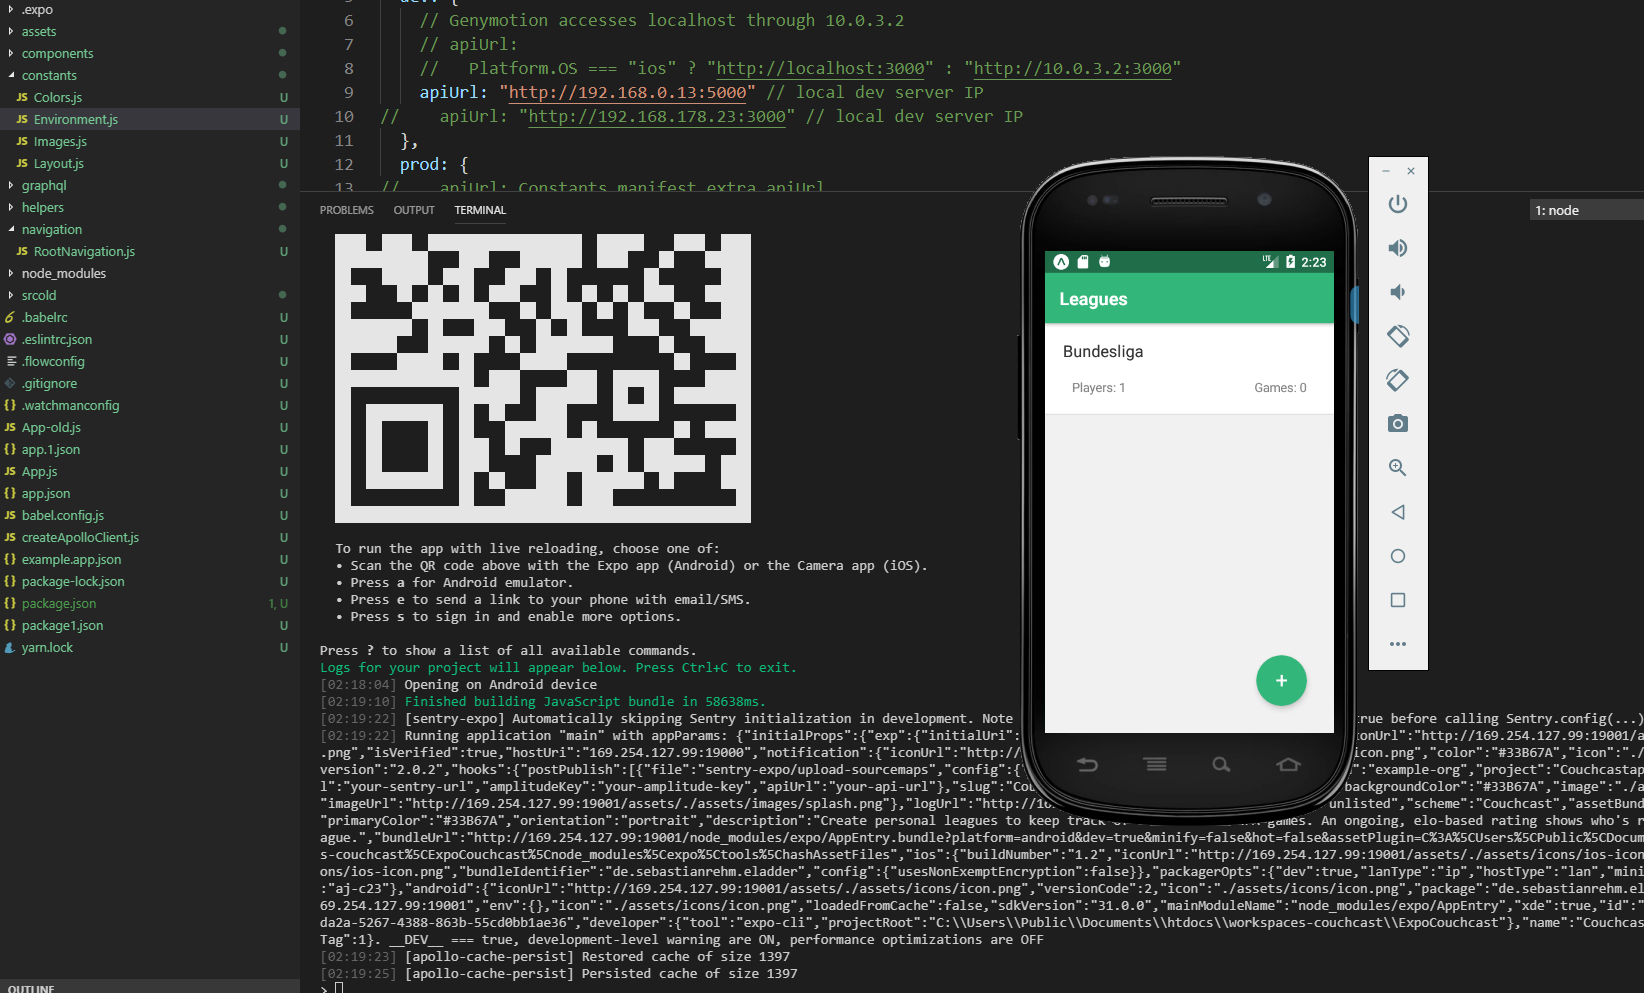 .expo
assets
components
constants
JS Colors.js U
JS Environment.js U
JS Images.js U
JS Layout.js U
graphql
helpers
navigation
JS RootNavigation.js U
node_modules
srcold
.babelrc U
.eslintrc.json U
.flowconfig U
.gitignore U
{} .watchmanconfig U
JS App-old.js U
{} app.1.json U
JS App.js U
{} app.json U
JS babel.config.js U
JS createApolloClient.js U
{} example.app.json U
{} package-lock.json U
{} package.json 1, U
{} package1.json U
yarn.lock U
OUTLINE
6 // Genymotion accesses localhost through 10.0.3.2
7 // apiUrl:
8 // Platform.OS === "ios" ? "http://localhost:3000" : "http://10.0.3.2:3000"
9 apiUrl: "http://192.168.0.13:5000" // local dev server IP
10 // apiUrl: "http://192.168.178.23:3000" // local dev server IP
11 },
12 prod: {
13 // apiUrl: Constants.manifest.extra.apiUrl
PROBLEMS OUTPUT TERMINAL
1: node
To run the app with live reloading, choose one of:
• Scan the QR code above with the Expo app (Android) or the Camera app (iOS).
• Press a for Android emulator.
• Press e to send a link to your phone with email/SMS.
• Press s to sign in and enable more options.
Press ? to show a list of all available commands.
Logs for your project will appear below. Press Ctrl+C to exit.
[02:18:04] Opening on Android device
[02:19:10] Finished building JavaScript bundle in 58638ms.
[02:19:22] [sentry-expo] Automatically skipping Sentry initialization in development. Note rue before calling Sentry.config(...)
[02:19:22] Running application "main" with appParams: {"initialProps":{"exp":{"initialUri": conUrl":"http://169.254.127.99:19001/a
.png","isVerified":true,"hostUri":"169.254.127.99:19000","notification":{"iconUrl":"http:/ icon.png","color":"#33B67A","icon":"./
version":"2.0.2","hooks":{"postPublish":[{"file":"sentry-expo/upload-sourcemaps","config":{ ":"example-org","project":"Couchcastap
l":"your-sentry-url","amplitudeKey":"your-amplitude-key","apiUrl":"your-api-url"},"slug":"Cou backgroundColor":"#33B67A","image":"./a
"imageUrl":"http://169.254.127.99:19001/assets/./assets/images/splash.png"},"logUrl":"http://16 unlisted","scheme":"Couchcast","assetBund
"primaryColor":"#33B67A","orientation":"portrait","description":"Create personal leagues to keep track games. An ongoing, elo-based rating shows who's r
ague.","bundleUrl":"http://169.254.127.99:19001/node_modules/expo/AppEntry.bundle?platform=android&dev=true&minify=false&hot=false&assetPlugin=C%3A%5CUsers%5CPublic%5CDocum
s-couchcast%5CExpoCouchcast%5Cnode_modules%5Cexpo%5Ctools%5ChashAssetFiles","ios":{"buildNumber":"1.2","iconUrl":"http://169.254.127.99:19001/assets/./assets/icons/ios-icon
ons/ios-icon.png","bundleIdentifier":"de.sebastianrehm.eladder","config":{"usesNonExemptEncryption":false}},"packagerOpts":{"dev":true,"lanType":"ip","hostType":"lan","mini
:"aj-c23"},"android":{"iconUrl":"http://169.254.127.99:19001/assets/./assets/icons/icon.png","versionCode":2,"icon":"./assets/icons/icon.png","package":"de.sebastianrehm.el
69.254.127.99:19001","env":{},"icon":"./assets/icons/icon.png","loadedFromCache":false,"sdkVersion":"31.0.0","mainModuleName":"node_modules/expo/AppEntry","xde":true,"id":"
da2a-5267-4388-863b-55cd0bb1ae36","developer":{"tool":"expo-cli","projectRoot":"C:\\Users\\Public\\Documents\\htdocs\\workspaces-couchcast\\ExpoCouchcast"},"name":"Couchcas
Tag":1}. __DEV__ === true, development-level warning are ON, performance optimizations are OFF
[02:19:23] [apollo-cache-persist] Restored cache of size 1397
[02:19:25] [apollo-cache-persist] Persisted cache of size 1397
>
LTE 2:23
Leagues
Bundesliga
Players: 1 Games: 0
+